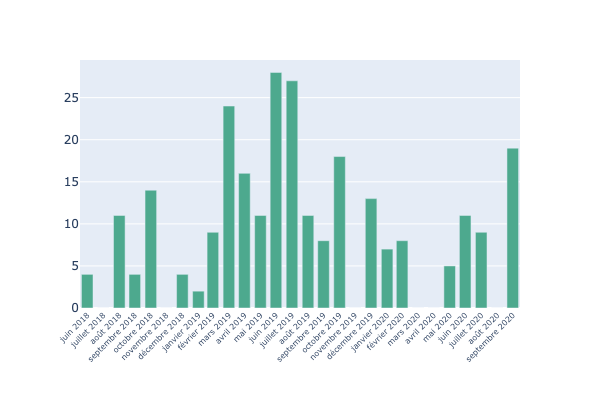 25
20
15
10
5
0
juin 2018
juillet 2018
août 2018
septembre 2018
octobre 2018
novembre 2018
décembre 2018
janvier 2019
février 2019
mars 2019
avril 2019
mai 2019
juin 2019
juillet 2019
août 2019
septembre 2019
octobre 2019
novembre 2019
décembre 2019
janvier 2020
février 2020
mars 2020
avril 2020
mai 2020
juin 2020
juillet 2020
août 2020
septembre 2020